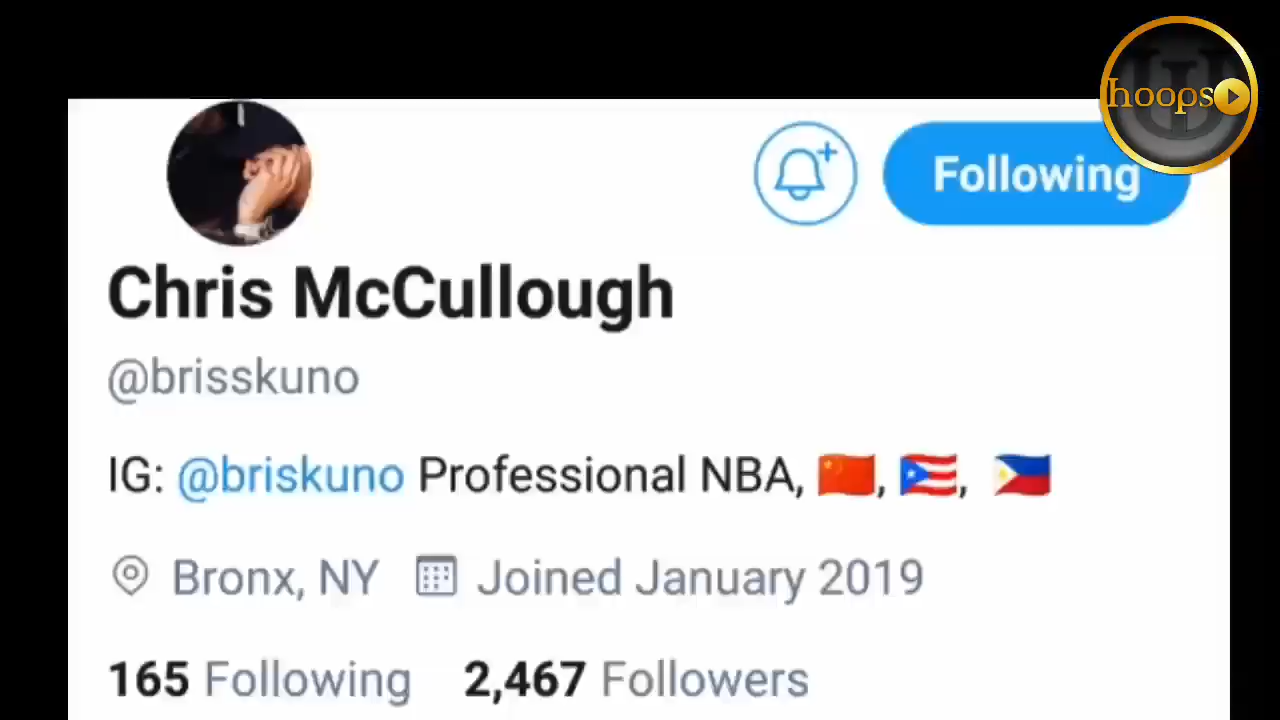 hoops
Following
Chris McCullough
@brisskuno
IG: @briskuno Professional NBA, 🇨🇳, 🇵🇷, 🇵🇭
Bronx, NY Joined January 2019
165 Following 2,467 Followers